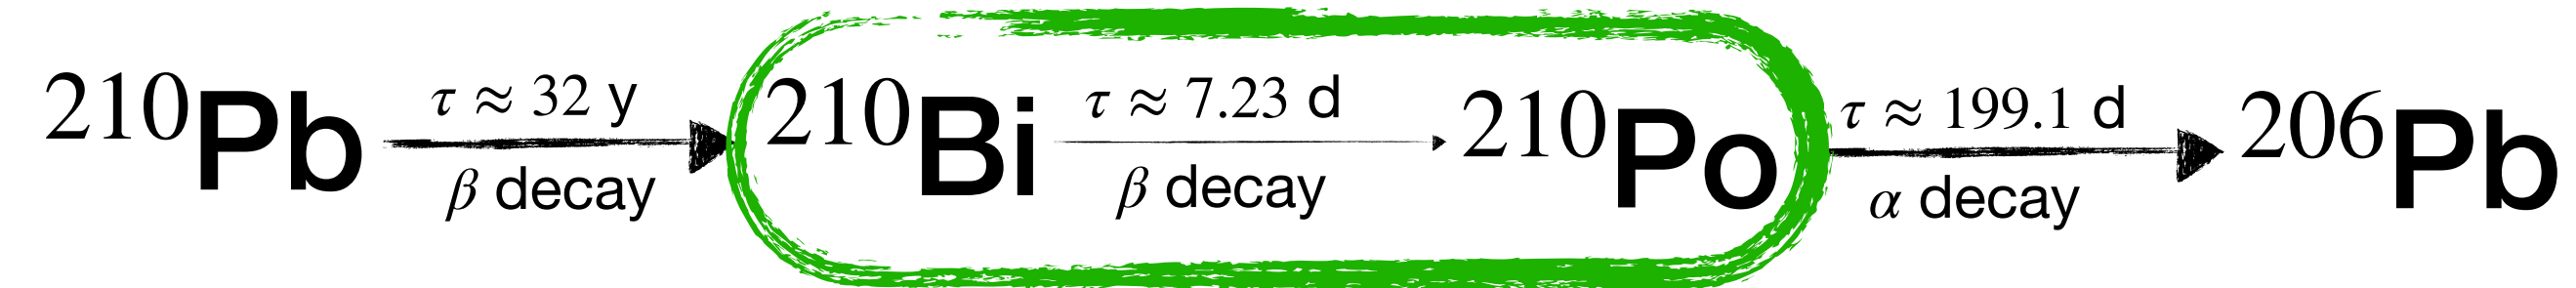 ²¹⁰Pb τ ≈ 32 y β decay ²¹⁰Bi τ ≈ 7.23 d β decay ²¹⁰Po τ ≈ 199.1 d α decay ²⁰⁶Pb